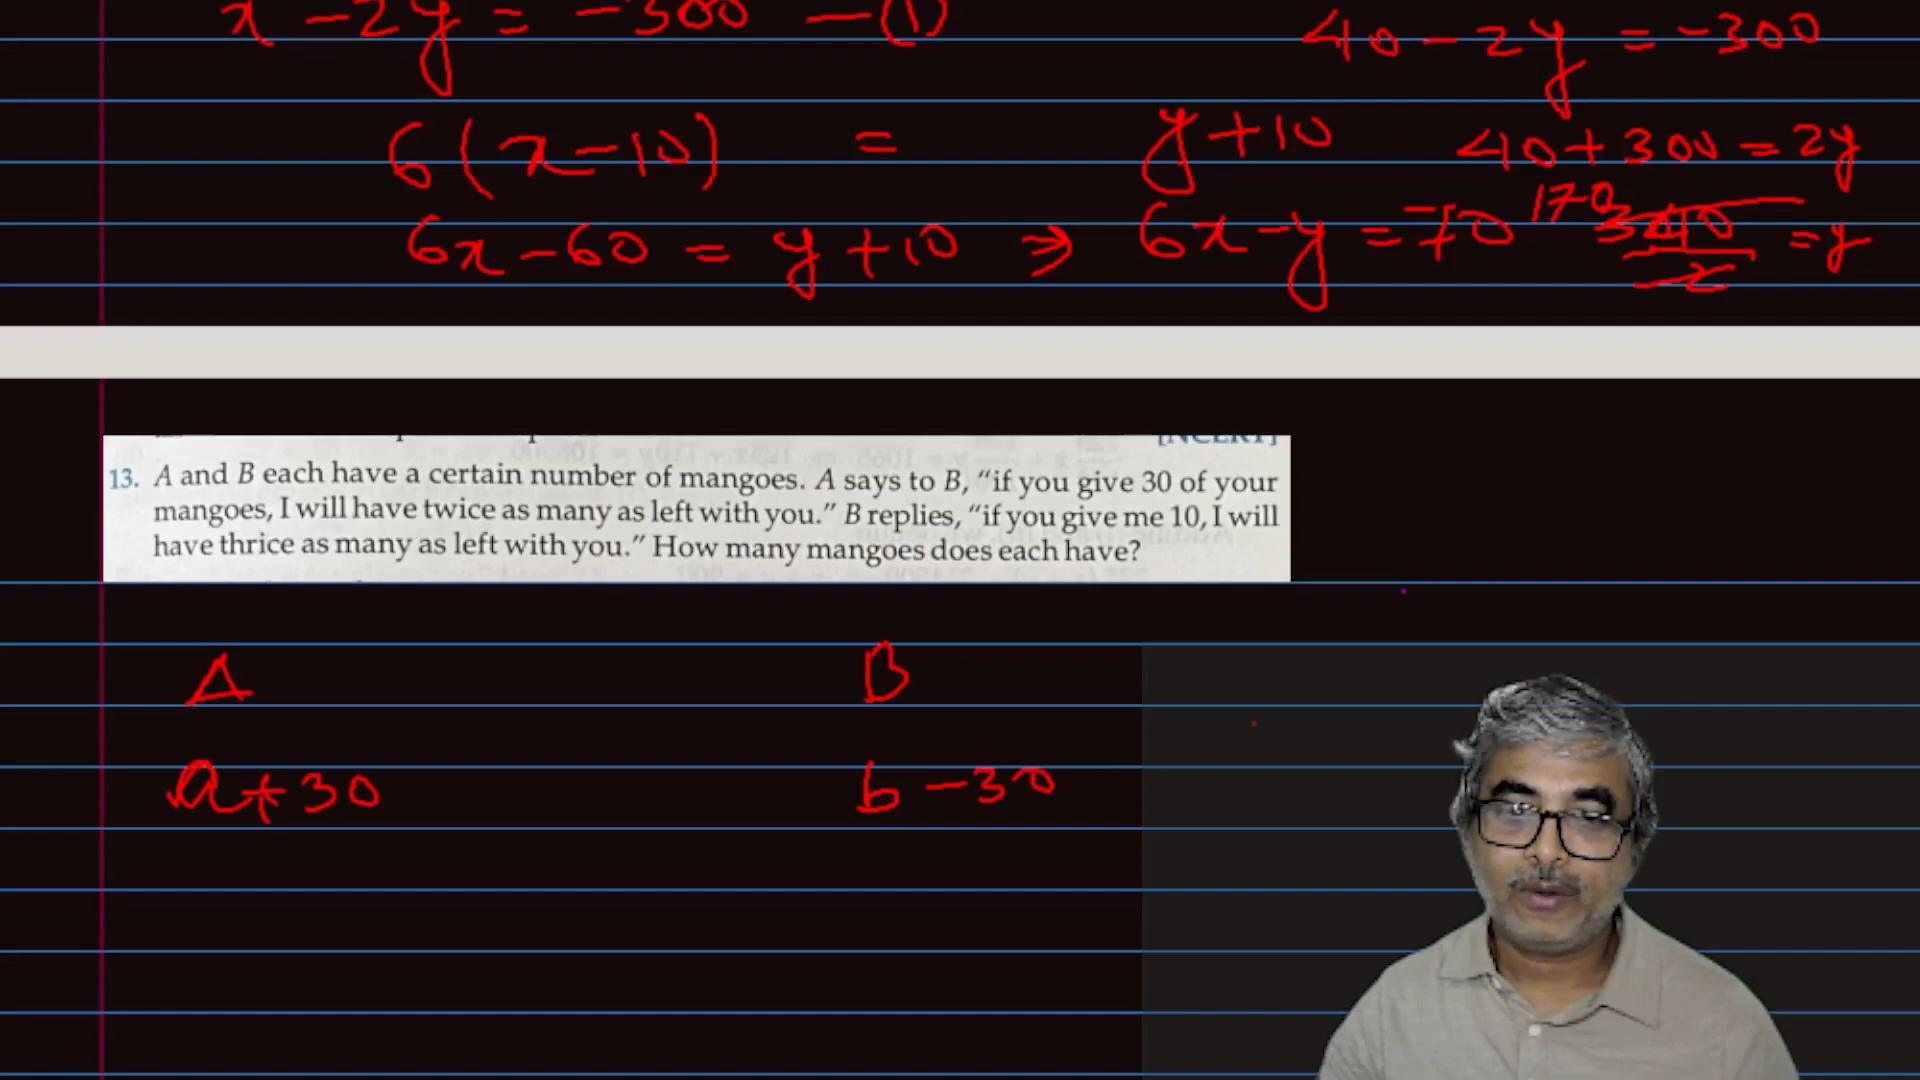 x - 2y = -300 - (1)
40 - 2y = -300
6(x - 10) = y + 10
40 + 300 = 2y
6x - 60 = y + 10 ⇒ 6x - y = 70
170
340/2 = y
[NCERT]
13. A and B each have a certain number of mangoes. A says to B, “if you give 30 of your
mangoes, I will have twice as many as left with you.” B replies, “if you give me 10, I will
have thrice as many as left with you.” How many mangoes does each have?
A B
a + 30 b - 30